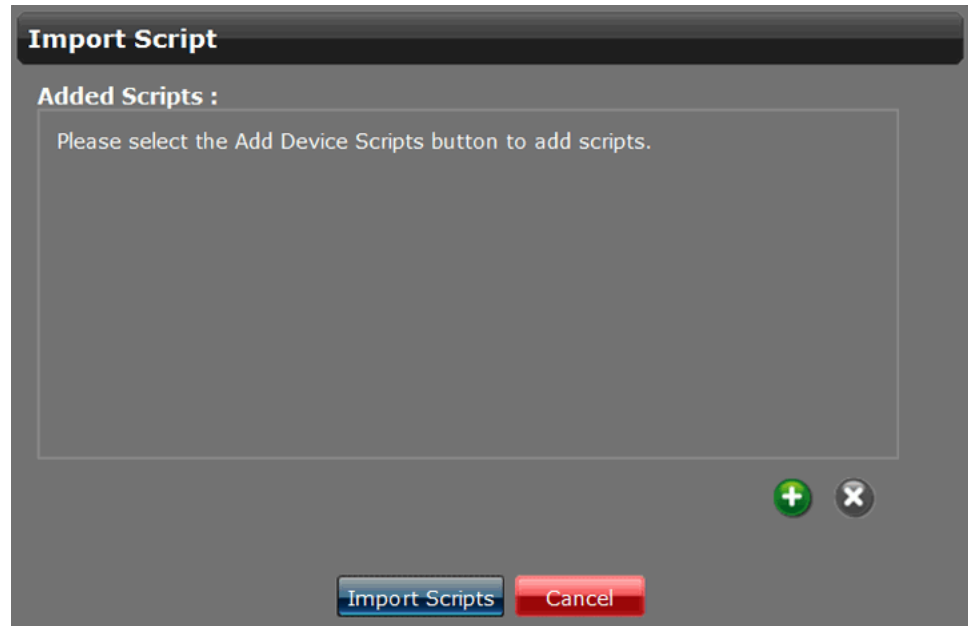 Import Script
Added Scripts :
Please select the Add Device Scripts button to add scripts.
Import Scripts
Cancel